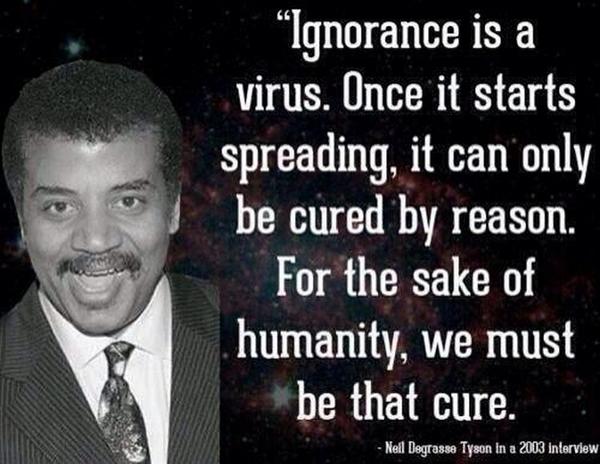 “Ignorance is a
virus. Once it starts
spreading, it can only
be cured by reason.
For the sake of
humanity, we must
be that cure.
- Neil Degrasse Tyson in a 2003 interview